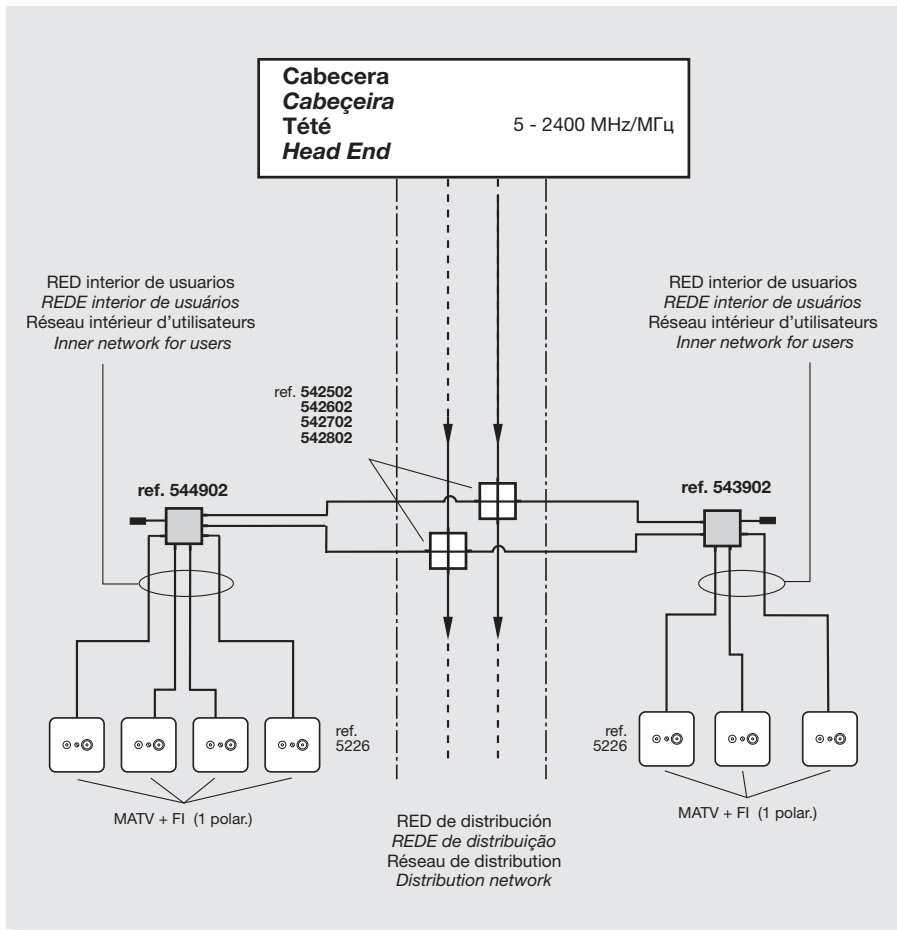 Cabecera
Cabeçeira
Tété
Head End
5 - 2400 MHz/МГц
RED interior de usuarios
REDE interior de usuários
Réseau intérieur d'utilisateurs
Inner network for users
RED interior de usuarios
REDE interior de usuários
Réseau intérieur d'utilisateurs
Inner network for users
ref. 542502
542602
542702
542802
ref. 544902
ref. 543902
ref.
5226
ref.
5226
MATV + FI (1 polar.)
MATV + FI (1 polar.)
RED de distribución
REDE de distribuição
Réseau de distribution
Distribution network